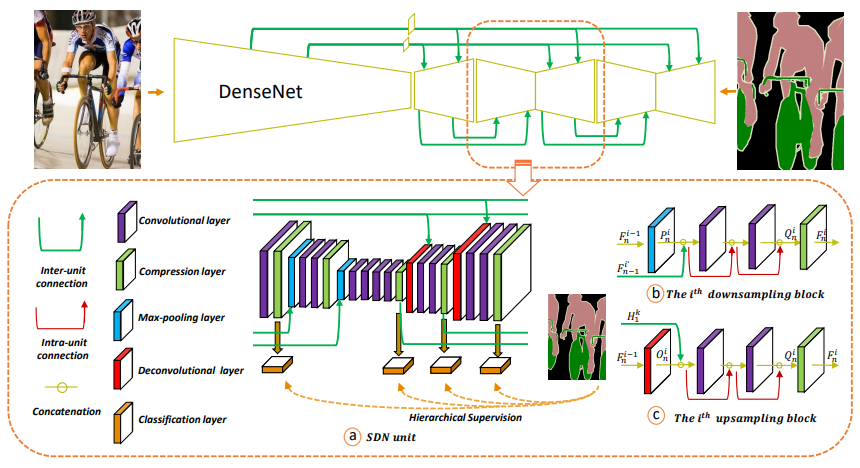 DenseNet
Inter-unit
connection
Intra-unit
connection
Concatenation
Convolutional layer
Compression layer
Max-pooling layer
Deconvolutional layer
Classification layer
Hierarchical Supervision
a SDN unit
F_n^{i-1}
P_n^i
Q_n^i
F_n^i
F_{n-1}^{i'}
b The i^{th} downsampling block
H_1^k
F_n^{i-1}
O_n^i
Q_n^i
F_n^i
c The i^{th} upsampling block